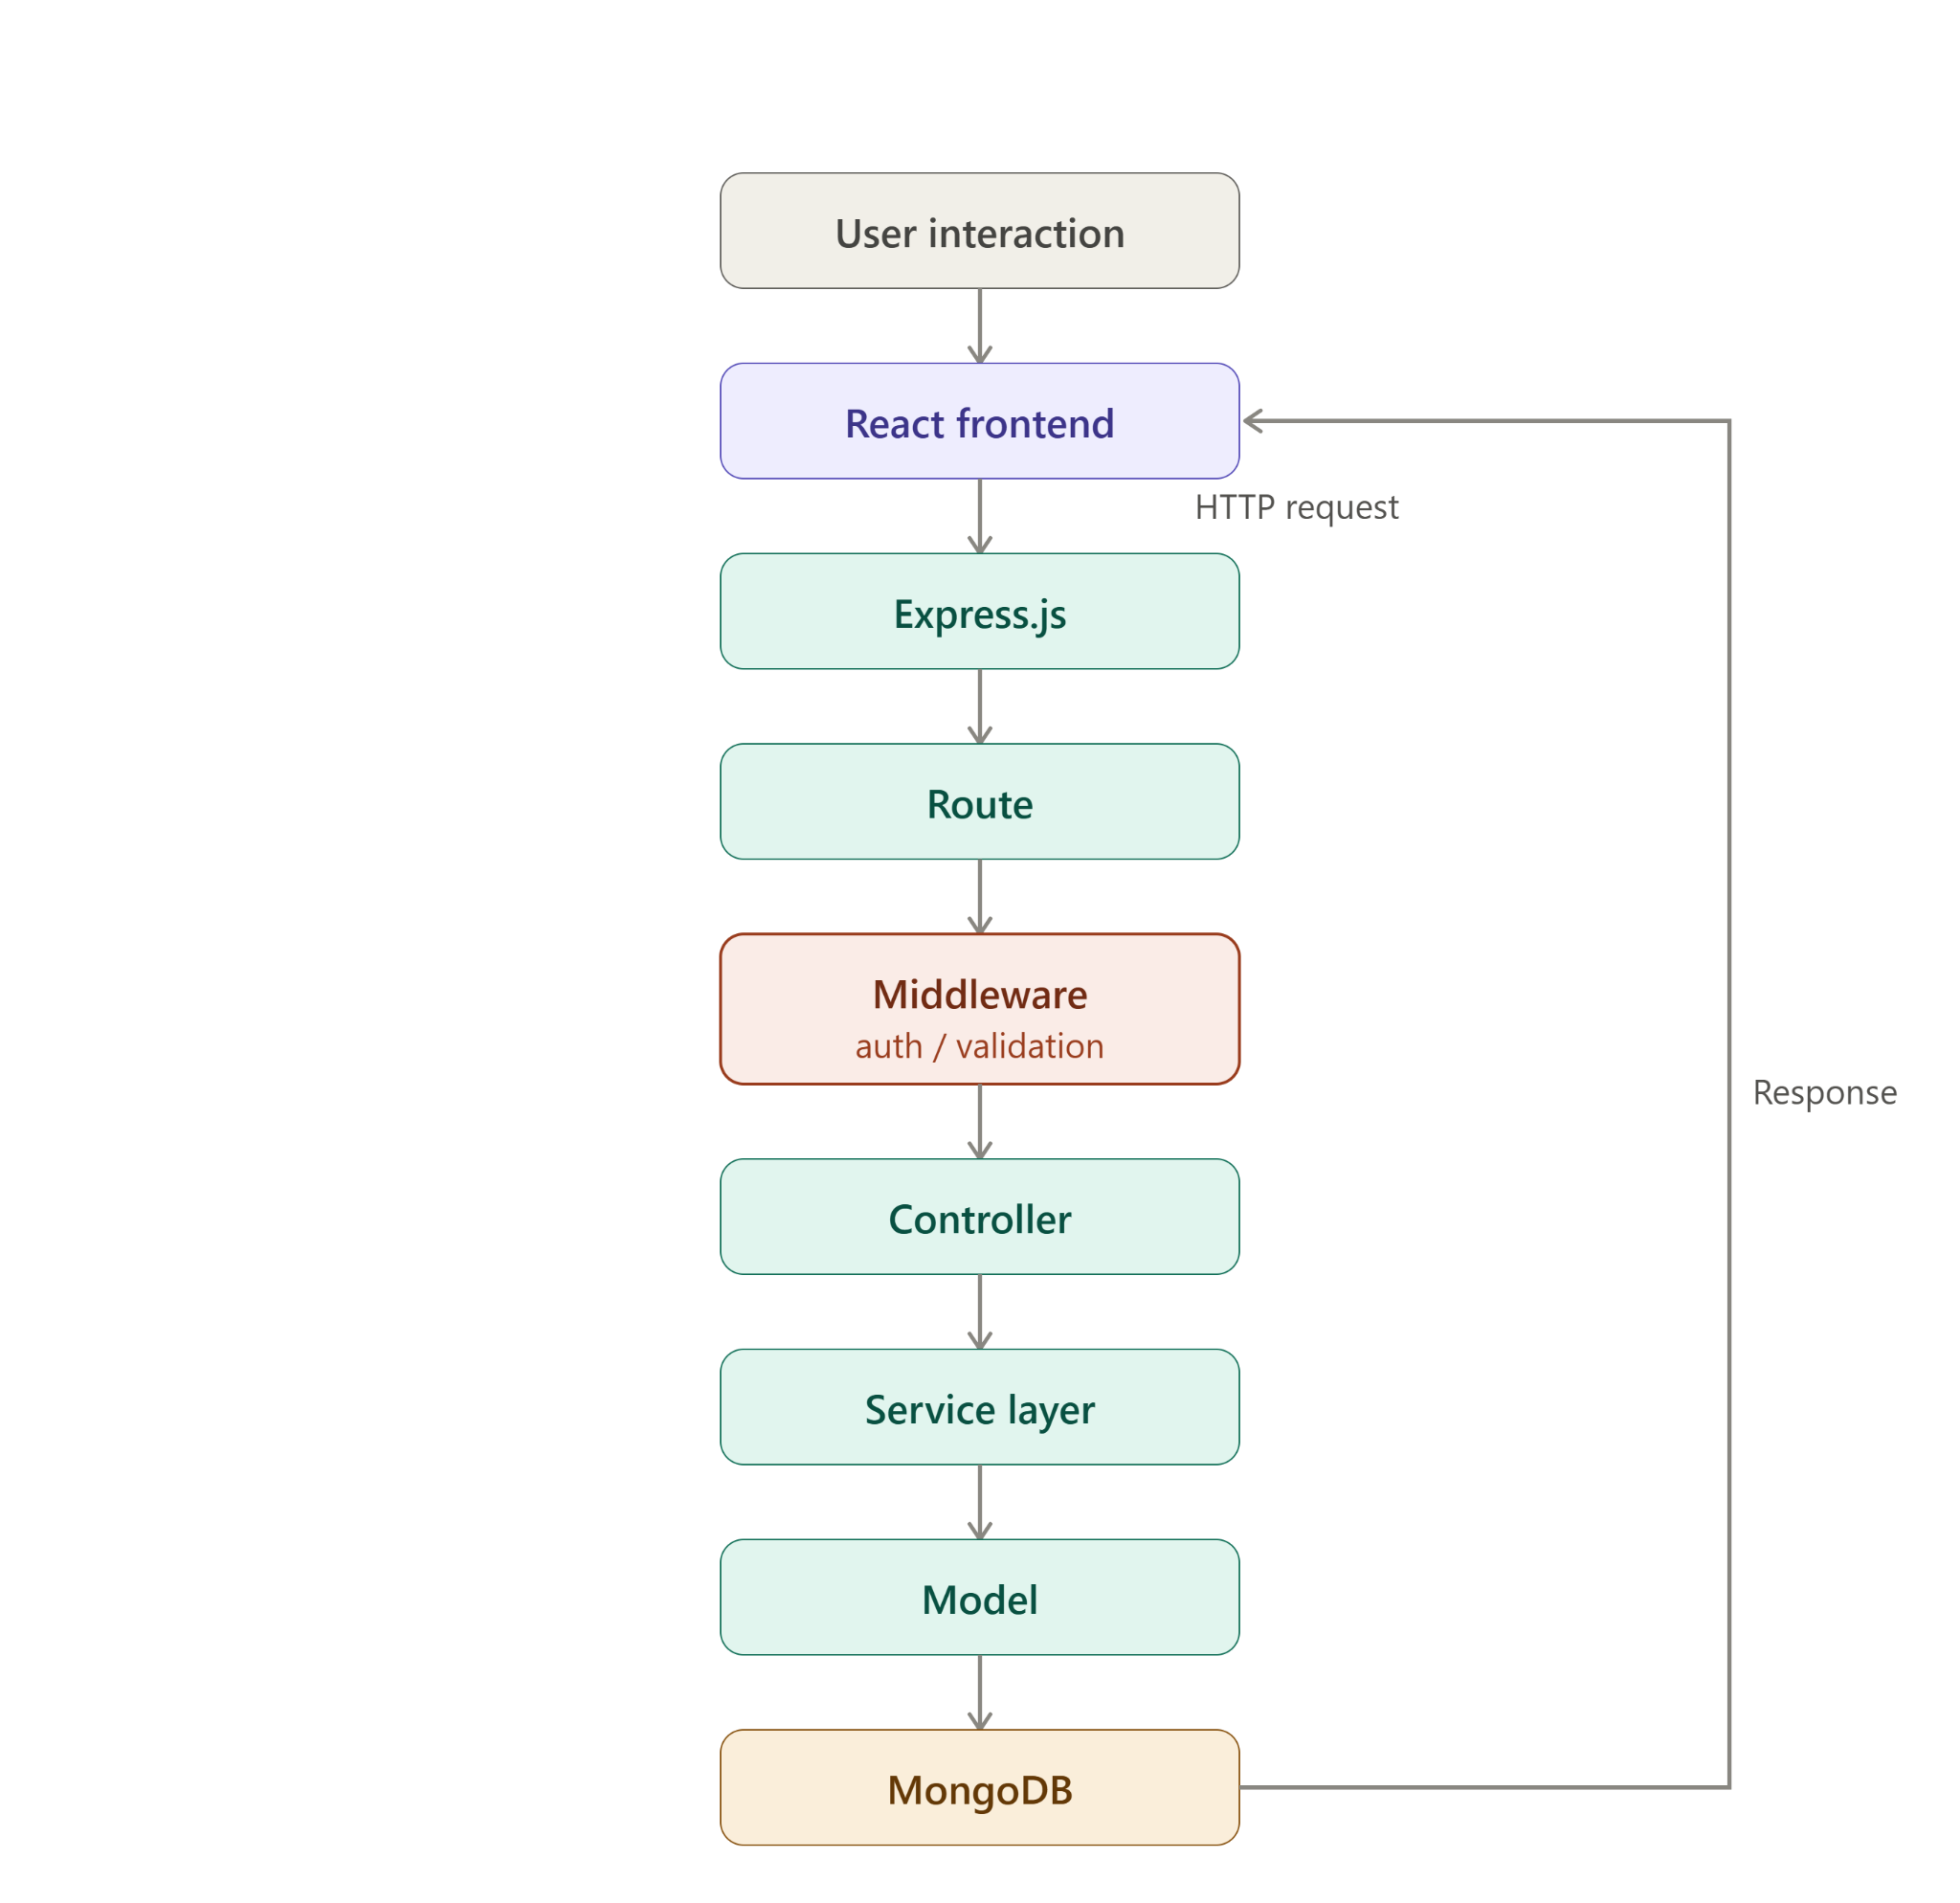 User interaction
React frontend
HTTP request
Express.js
Route
Middleware
auth / validation
Response
Controller
Service layer
Model
MongoDB